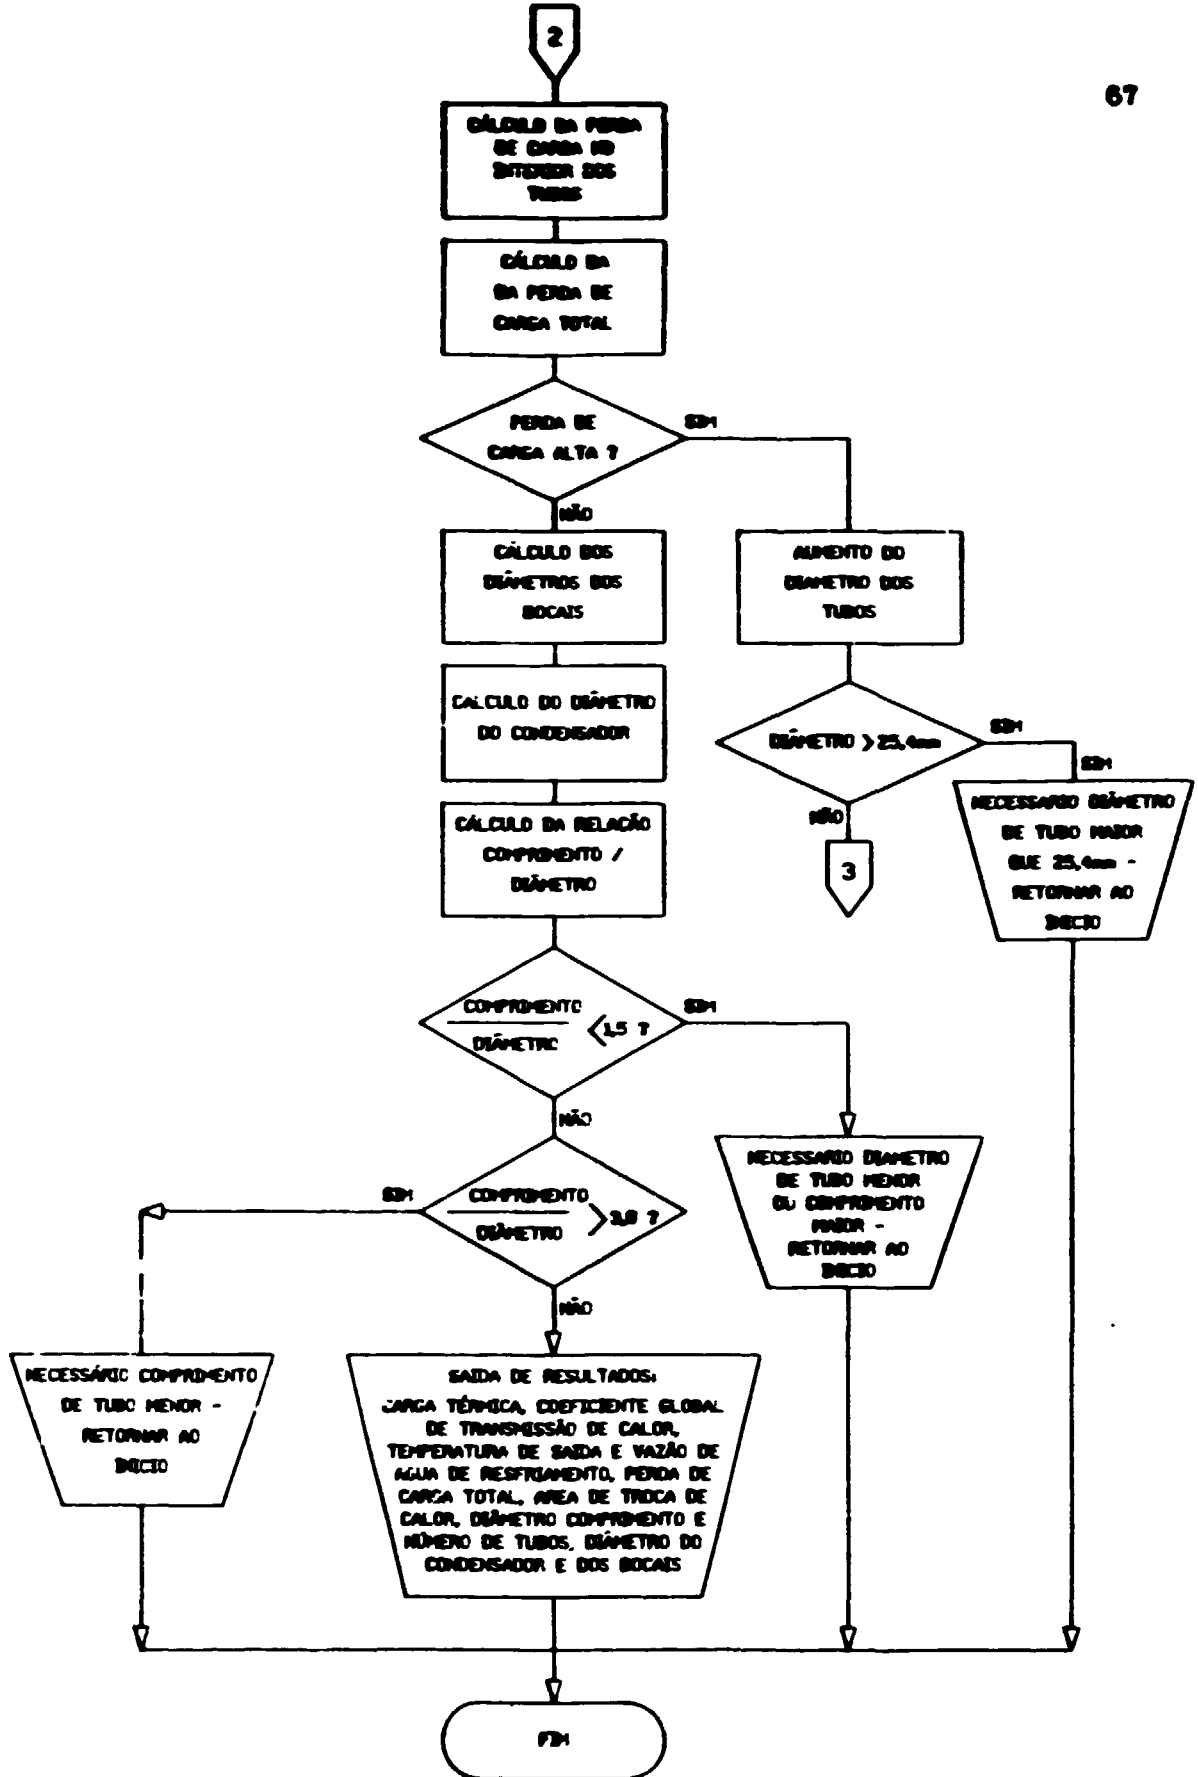 2
67
CÁLCULO DA PERDA
DE CARGA NO
INTERIOR DOS
TUBOS
CÁLCULO DA
DA PERDA DE
CARGA TOTAL
PERDA DE
CARGA ALTA ?
SIM
NÃO
CÁLCULO DOS
DIÂMETROS DOS
BOCAIS
AUMENTO DO
DIAMETRO DOS
TUBOS
CALCULO DO DIÂMETRO
DO CONDENSADOR
DIÂMETRO > 25,4mm
SIM
SIM
NÃO
3
NECESSARIO DIÂMETRO
DE TUBO MAIOR
QUE 25,4mm -
RETORNAR AO
INICIO
CÁLCULO DA RELAÇÃO
COMPRIMENTO /
DIÂMETRO
COMPRIMENTO
DIÂMETRO
< 1,5 ?
SIM
NÃO
NECESSARIO DIAMETRO
DE TUBO MENOR
OU COMPRIMENTO
MAIOR -
RETORNAR AO
INICIO
SIM
COMPRIMENTO
DIÂMETRO
> 3,0 ?
NÃO
NECESSÁRIO COMPRIMENTO
DE TUBO MENOR -
RETORNAR AO
INICIO
SAIDA DE RESULTADOS:
CARGA TÉRMICA, COEFICIENTE GLOBAL
DE TRANSMISSÃO DE CALOR,
TEMPERATURA DE SAIDA E VAZÃO DE
AGUA DE RESFRIAMENTO, PERDA DE
CARGA TOTAL, AREA DE TROCA DE
CALOR, DIÂMETRO COMPRIMENTO E
NÚMERO DE TUBOS, DIÂMETRO DO
CONDENSADOR E DOS BOCAIS
FIM